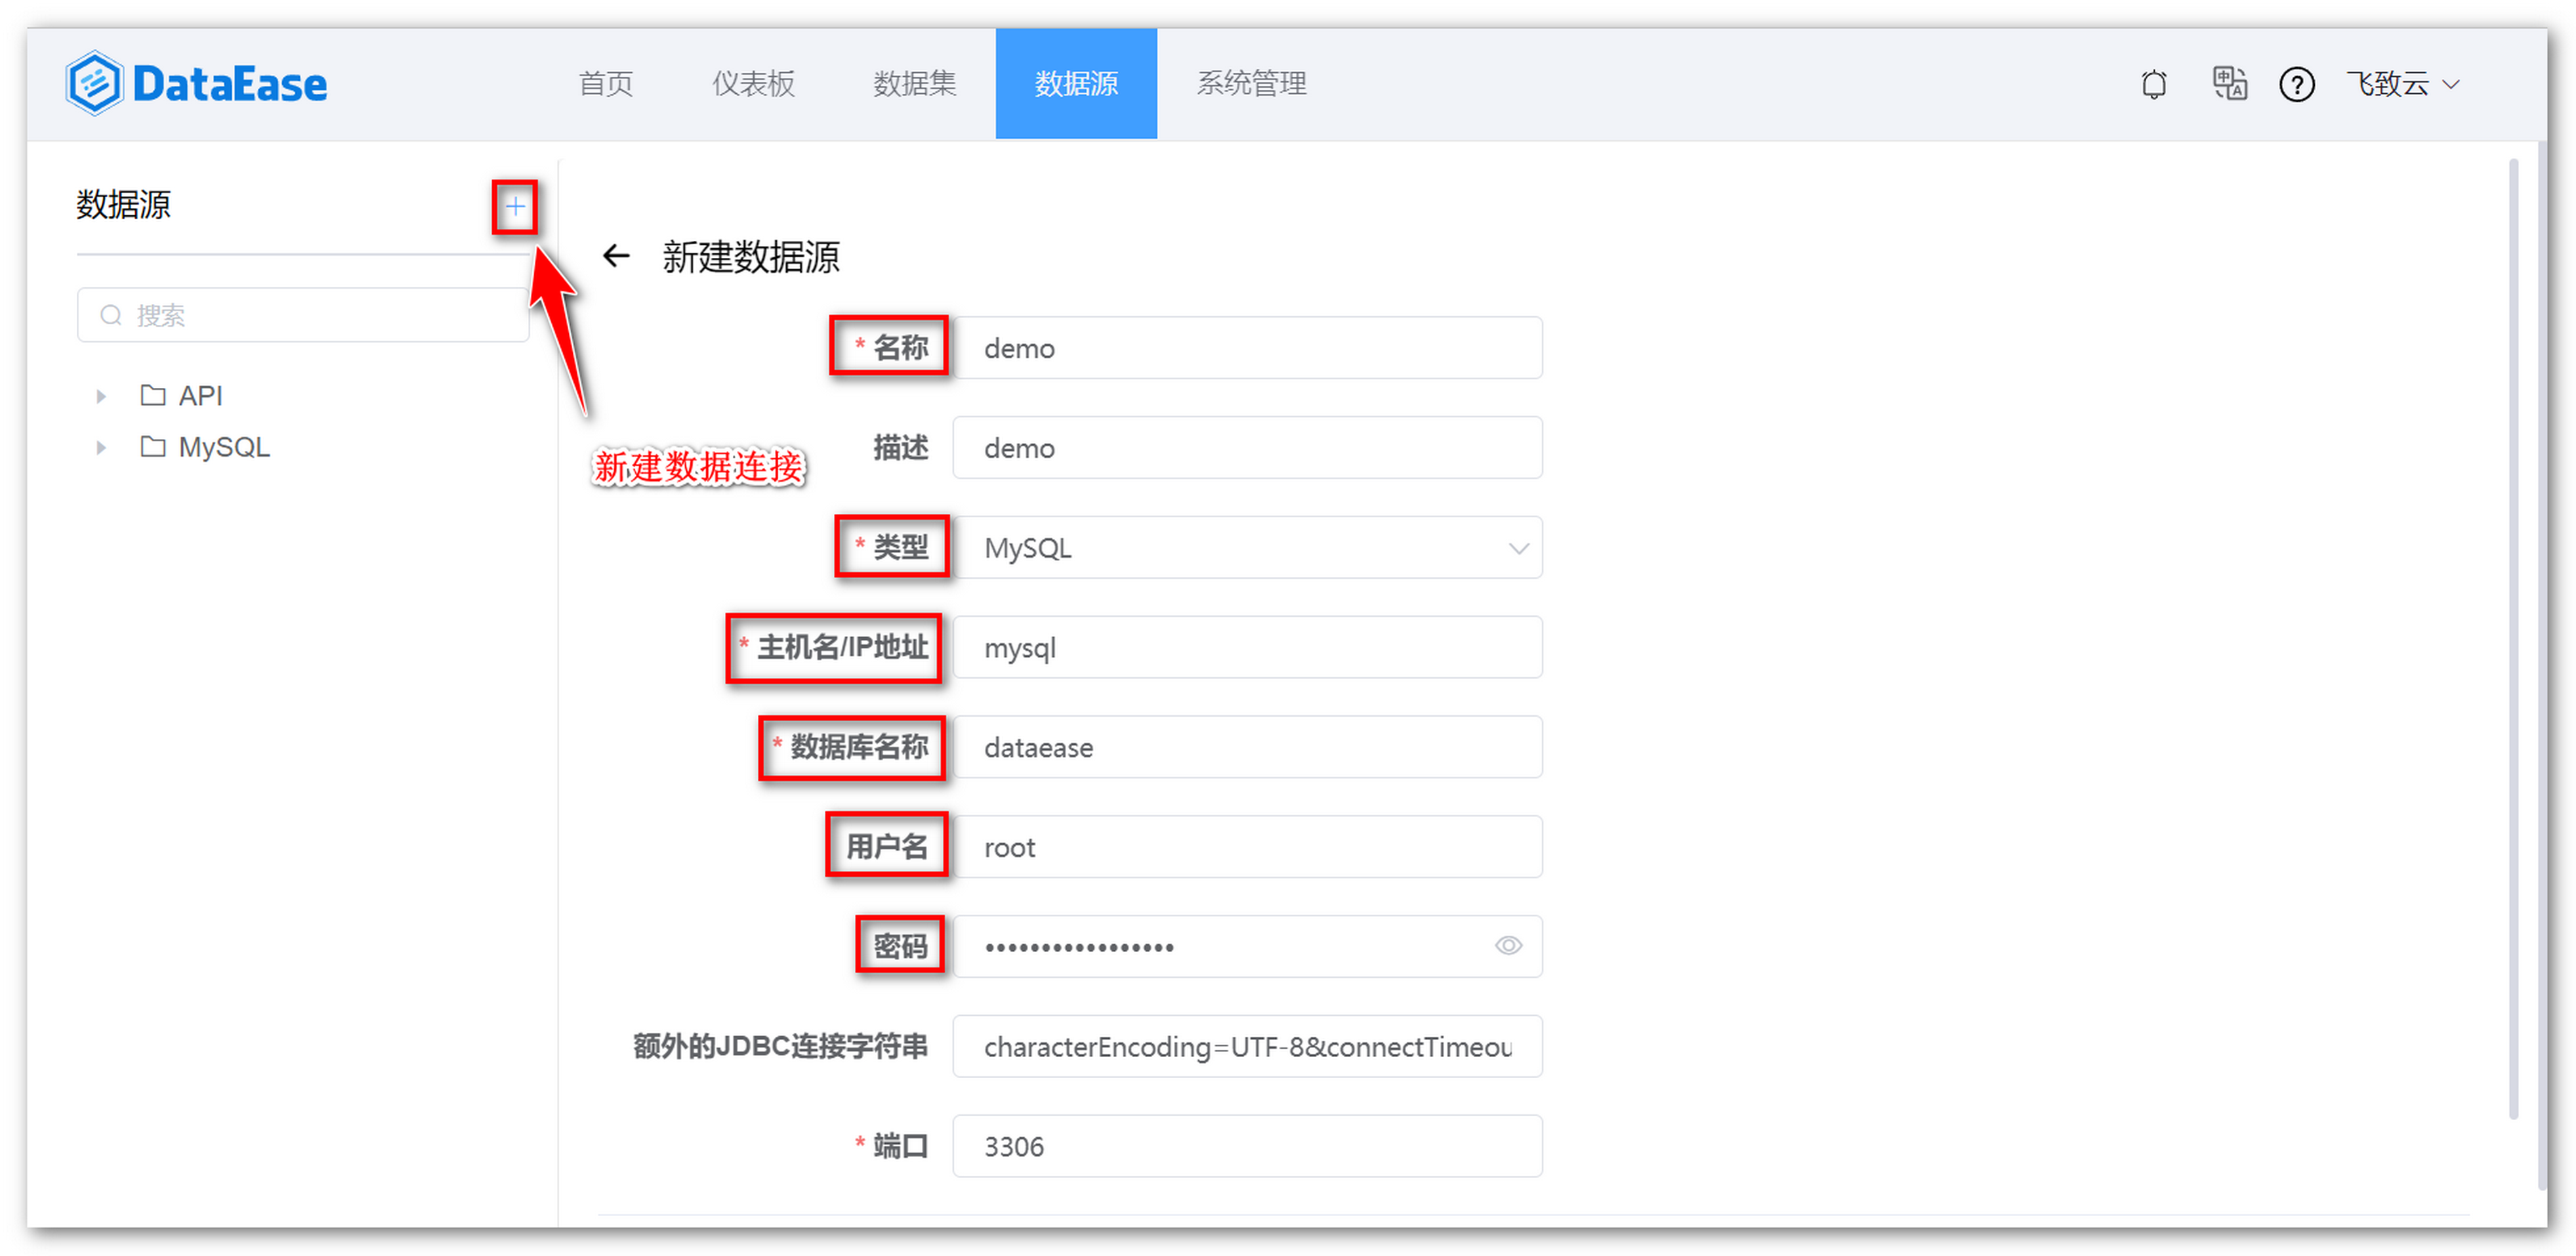 DataEase
首页 仪表板 数据集 数据源 系统管理 中 A ? 飞致云
数据源 +
搜索
API
MySQL
新建数据连接
新建数据源
* 名称 demo
描述 demo
* 类型 MySQL
* 主机名/IP地址 mysql
* 数据库名称 dataease
用户名 root
密码 •••••••••••••••••
额外的JDBC连接字符串 characterEncoding=UTF-8&connectTimeou
* 端口 3306